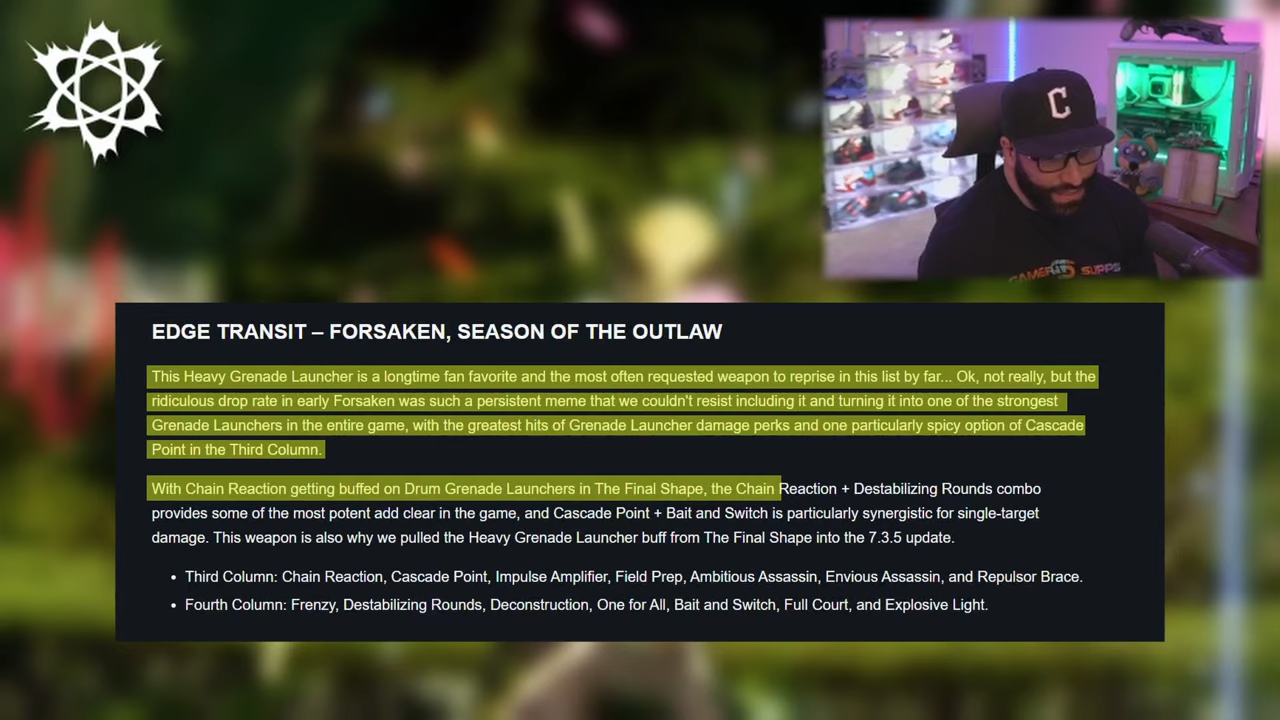 C
GAMER SUPPS
EDGE TRANSIT – FORSAKEN, SEASON OF THE OUTLAW
This Heavy Grenade Launcher is a longtime fan favorite and the most often requested weapon to reprise in this list by far... Ok, not really, but the
ridiculous drop rate in early Forsaken was such a persistent meme that we couldn't resist including it and turning it into one of the strongest
Grenade Launchers in the entire game, with the greatest hits of Grenade Launcher damage perks and one particularly spicy option of Cascade
Point in the Third Column.
With Chain Reaction getting buffed on Drum Grenade Launchers in The Final Shape, the Chain Reaction + Destabilizing Rounds combo
provides some of the most potent add clear in the game, and Cascade Point + Bait and Switch is particularly synergistic for single-target
damage. This weapon is also why we pulled the Heavy Grenade Launcher buff from The Final Shape into the 7.3.5 update.
• Third Column: Chain Reaction, Cascade Point, Impulse Amplifier, Field Prep, Ambitious Assassin, Envious Assassin, and Repulsor Brace.
• Fourth Column: Frenzy, Destabilizing Rounds, Deconstruction, One for All, Bait and Switch, Full Court, and Explosive Light.